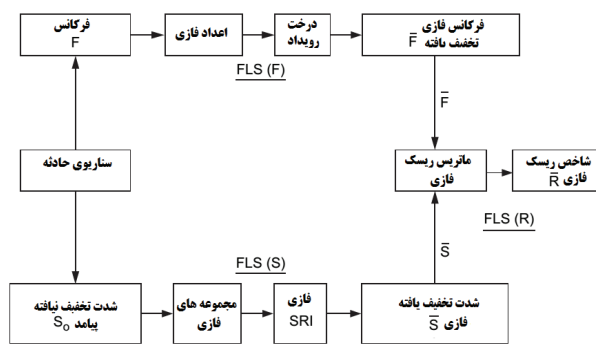 فرکانس
F
اعداد فازی
درخت
رویداد
فرکانس فازی
تخفیف یافته F̅
FLS (F)
F̅
سناریوی حادثه
ماتریس ریسک
فازی
شاخص ریسک
فازی R̅
FLS (R)
S̅
FLS (S)
شدت تخفیف نیافته
پیامد S₀
مجموعه های
فازی
فازی
SRI
شدت تخفیف یافته
فازی S̅